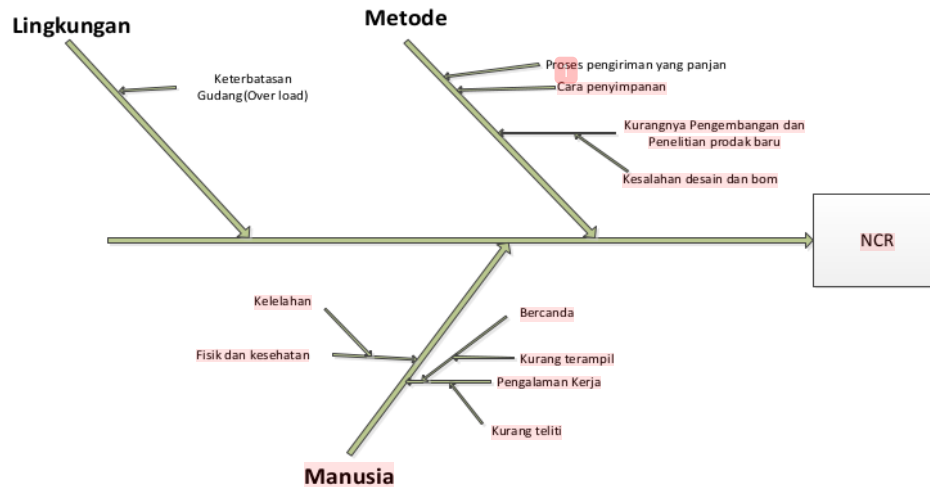 Lingkungan
Metode
Keterbatasan
Gudang(Over load)
Proses pengiriman yang panjan
Cara penyimpanan
Kurangnya Pengembangan dan
Penelitian prodak baru
Kesalahan desain dan bom
NCR
Kelelahan
Fisik dan kesehatan
Bercanda
Kurang terampil
Pengalaman Kerja
Kurang teliti
Manusia